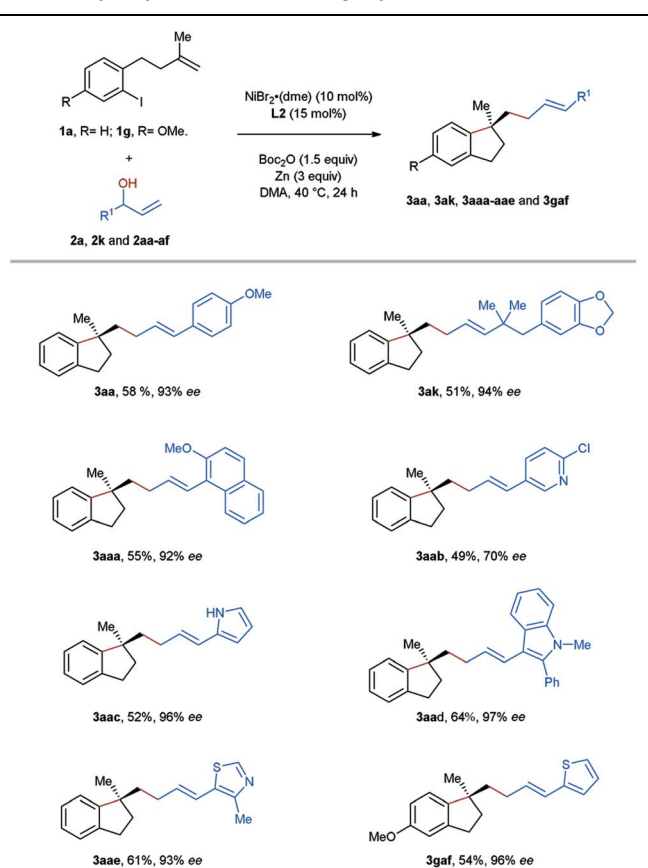 Me
R
I
1a, R= H; 1g, R= OMe.
+
OH
R¹
2a, 2k and 2aa-af
NiBr₂•(dme) (10 mol%)
L2 (15 mol%)
Boc₂O (1.5 equiv)
Zn (3 equiv)
DMA, 40 °C, 24 h
Me
R¹
R
3aa, 3ak, 3aaa-aae and 3gaf
Me
OMe
3aa, 58 %, 93% ee
Me
Me Me
O
O
3ak, 51%, 94% ee
MeO
Me
3aaa, 55%, 92% ee
Me
Cl
N
3aab, 49%, 70% ee
Me
HN
3aac, 52%, 96% ee
Me
N
Me
Ph
3aad, 64%, 97% ee
Me
S
N
Me
3aae, 61%, 93% ee
Me
S
MeO
3gaf, 54%, 96% ee